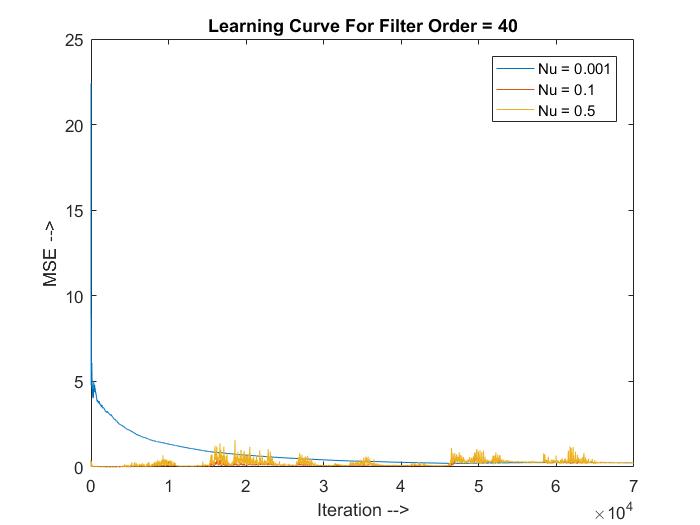 Learning Curve For Filter Order = 40
25
20
15
10
5
0
MSE -->
Nu = 0.001
Nu = 0.1
Nu = 0.5
0 1 2 3 4 5 6 7
Iteration -->
×10^4